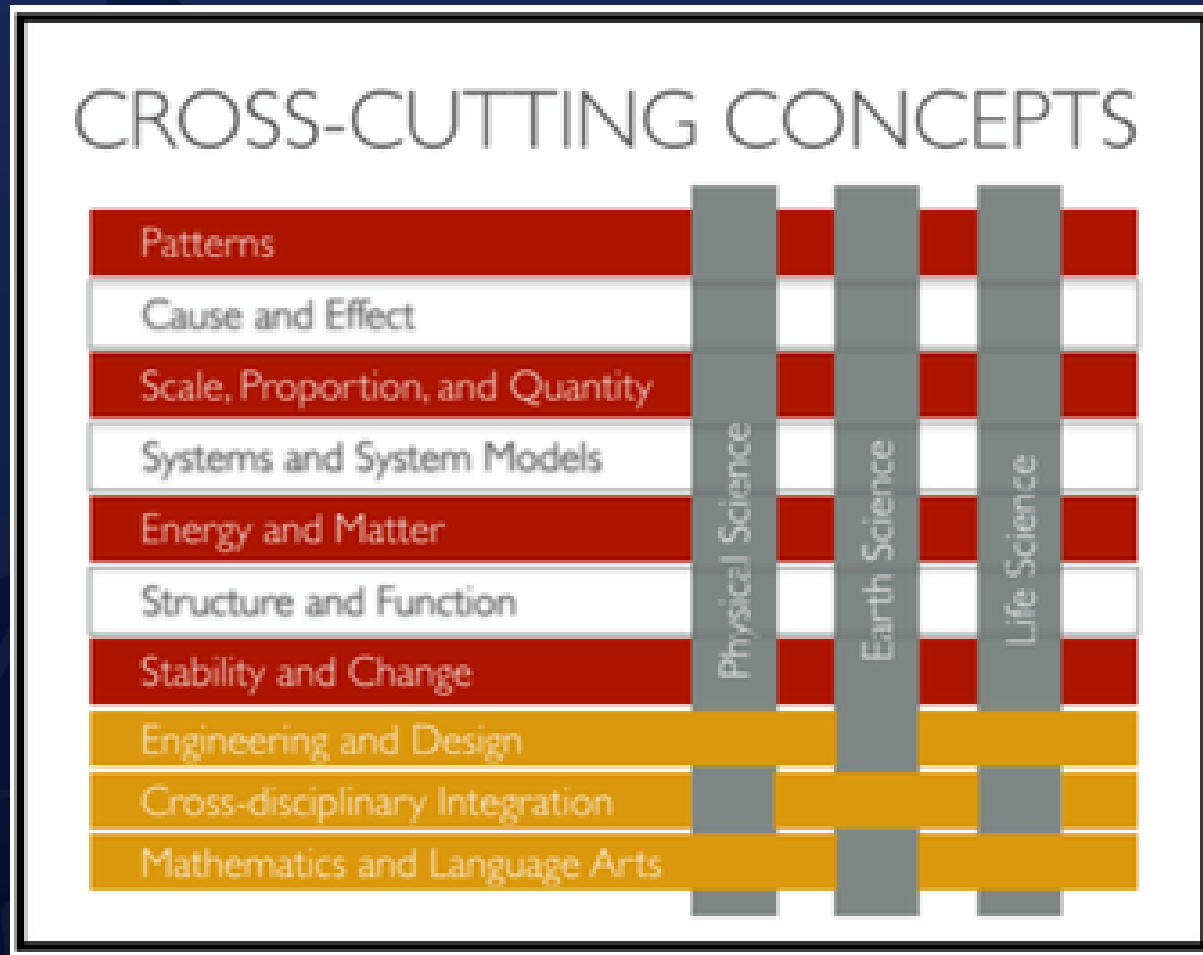 CROSS-CUTTING CONCEPTS
Patterns
Cause and Effect
Scale, Proportion, and Quantity
Systems and System Models
Energy and Matter
Structure and Function
Stability and Change
Engineering and Design
Cross-disciplinary Integration
Mathematics and Language Arts
Physical Science
Earth Science
Life Science